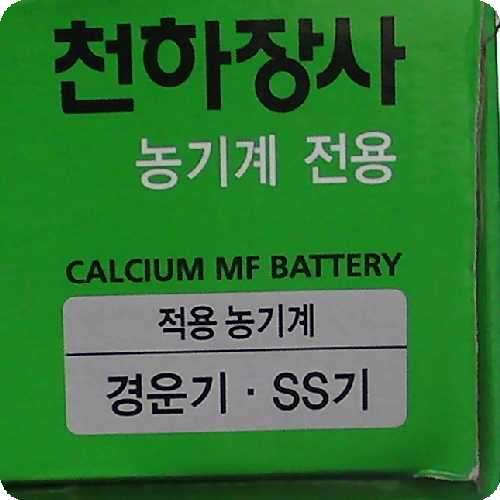 천하장사
농기계 전용
CALCIUM MF BATTERY
적용 농기계
경운기 · SS기